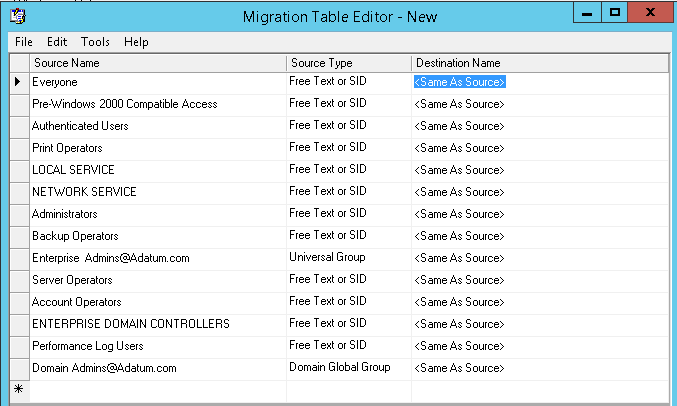 Migration Table Editor - New
File Edit Tools Help
Source Name Source Type Destination Name
Everyone Free Text or SID <Same As Source>
Pre-Windows 2000 Compatible Access Free Text or SID <Same As Source>
Authenticated Users Free Text or SID <Same As Source>
Print Operators Free Text or SID <Same As Source>
LOCAL SERVICE Free Text or SID <Same As Source>
NETWORK SERVICE Free Text or SID <Same As Source>
Administrators Free Text or SID <Same As Source>
Backup Operators Free Text or SID <Same As Source>
Enterprise Admins@Adatum.com Universal Group <Same As Source>
Server Operators Free Text or SID <Same As Source>
Account Operators Free Text or SID <Same As Source>
ENTERPRISE DOMAIN CONTROLLERS Free Text or SID <Same As Source>
Performance Log Users Free Text or SID <Same As Source>
Domain Admins@Adatum.com Domain Global Group <Same As Source>